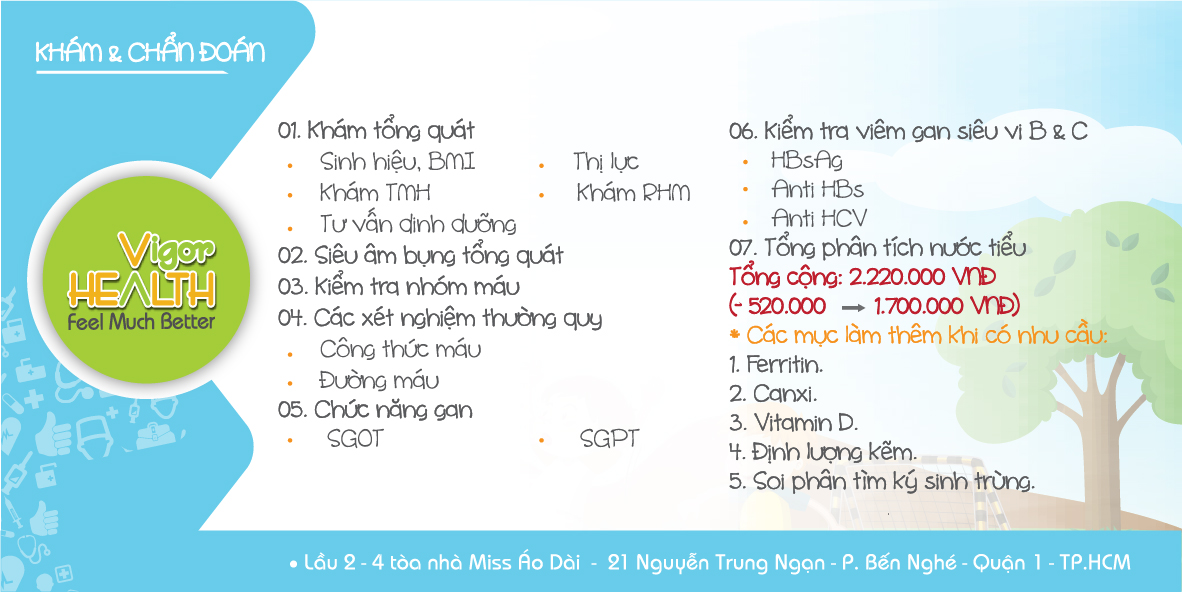 KHÁM & CHẨN ĐOÁN
Vigor
HEALTH
Feel Much Better
01. Khám tổng quát
• Sinh hiệu, BMI • Thị lực
• Khám TMH • Khám RHM
• Tư vấn dinh dưỡng
02. Siêu âm bụng tổng quát
03. Kiểm tra nhóm máu
04. Các xét nghiệm thường quy
• Công thức máu
• Đường máu
05. Chức năng gan
• SGOT • SGPT
06. Kiểm tra viêm gan siêu vi B & C
• HBsAg
• Anti HBs
• Anti HCV
07. Tổng phân tích nước tiểu
Tổng cộng: 2.220.000 VNĐ
(- 520.000 → 1.700.000 VNĐ)
* Các mục làm thêm khi có nhu cầu:
1. Ferritin.
2. Canxi.
3. Vitamin D.
4. Định lượng kẽm.
5. Soi phân tìm ký sinh trùng.
• Lầu 2 - 4 tòa nhà Miss Áo Dài - 21 Nguyễn Trung Ngạn - P. Bến Nghé - Quận 1 - TP.HCM